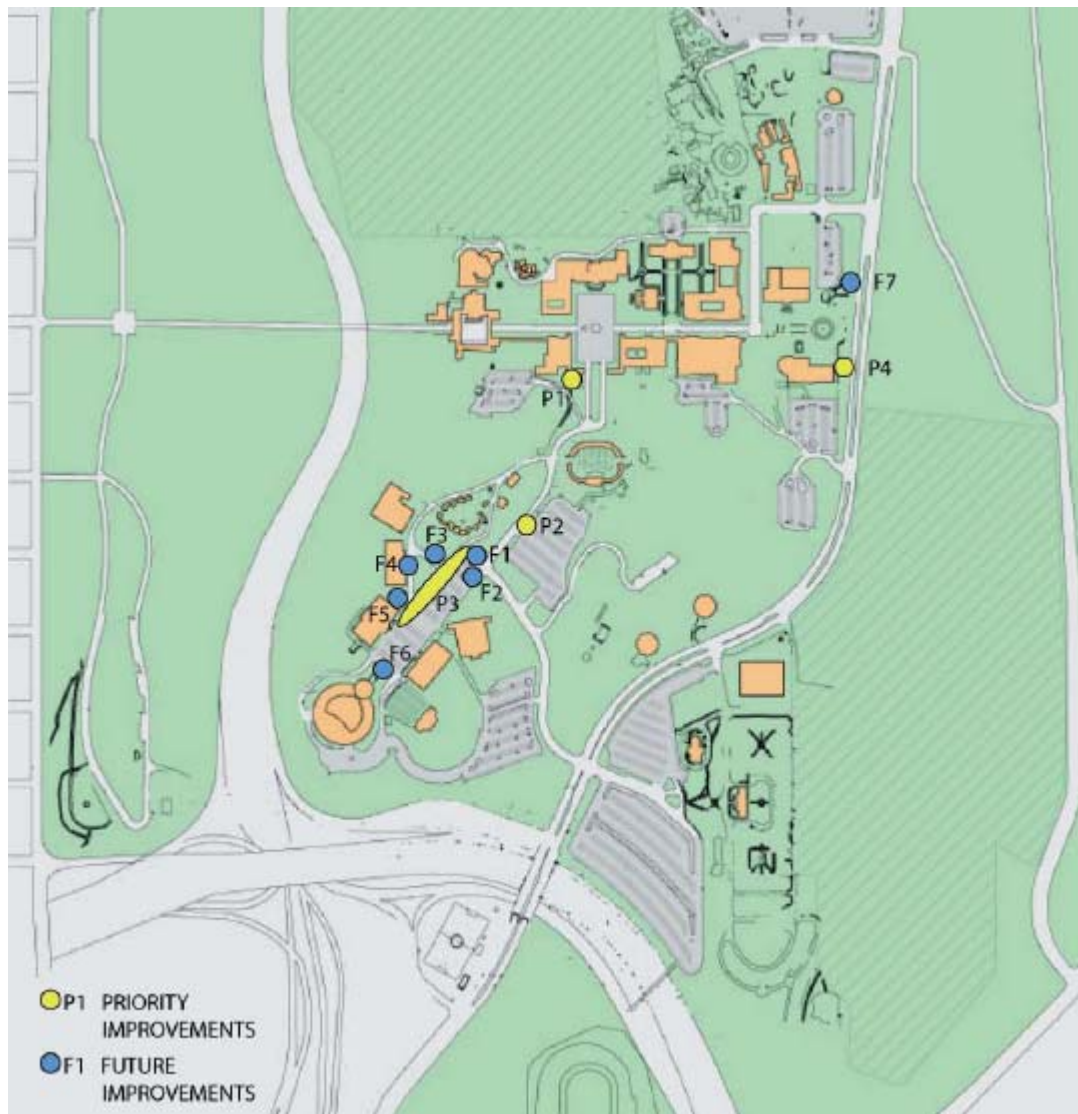 F7
P4
P1
P2
F3
F1
F4
F2
P3
F5
F6
P1 PRIORITY
IMPROVEMENTS
F1 FUTURE
IMPROVEMENTS